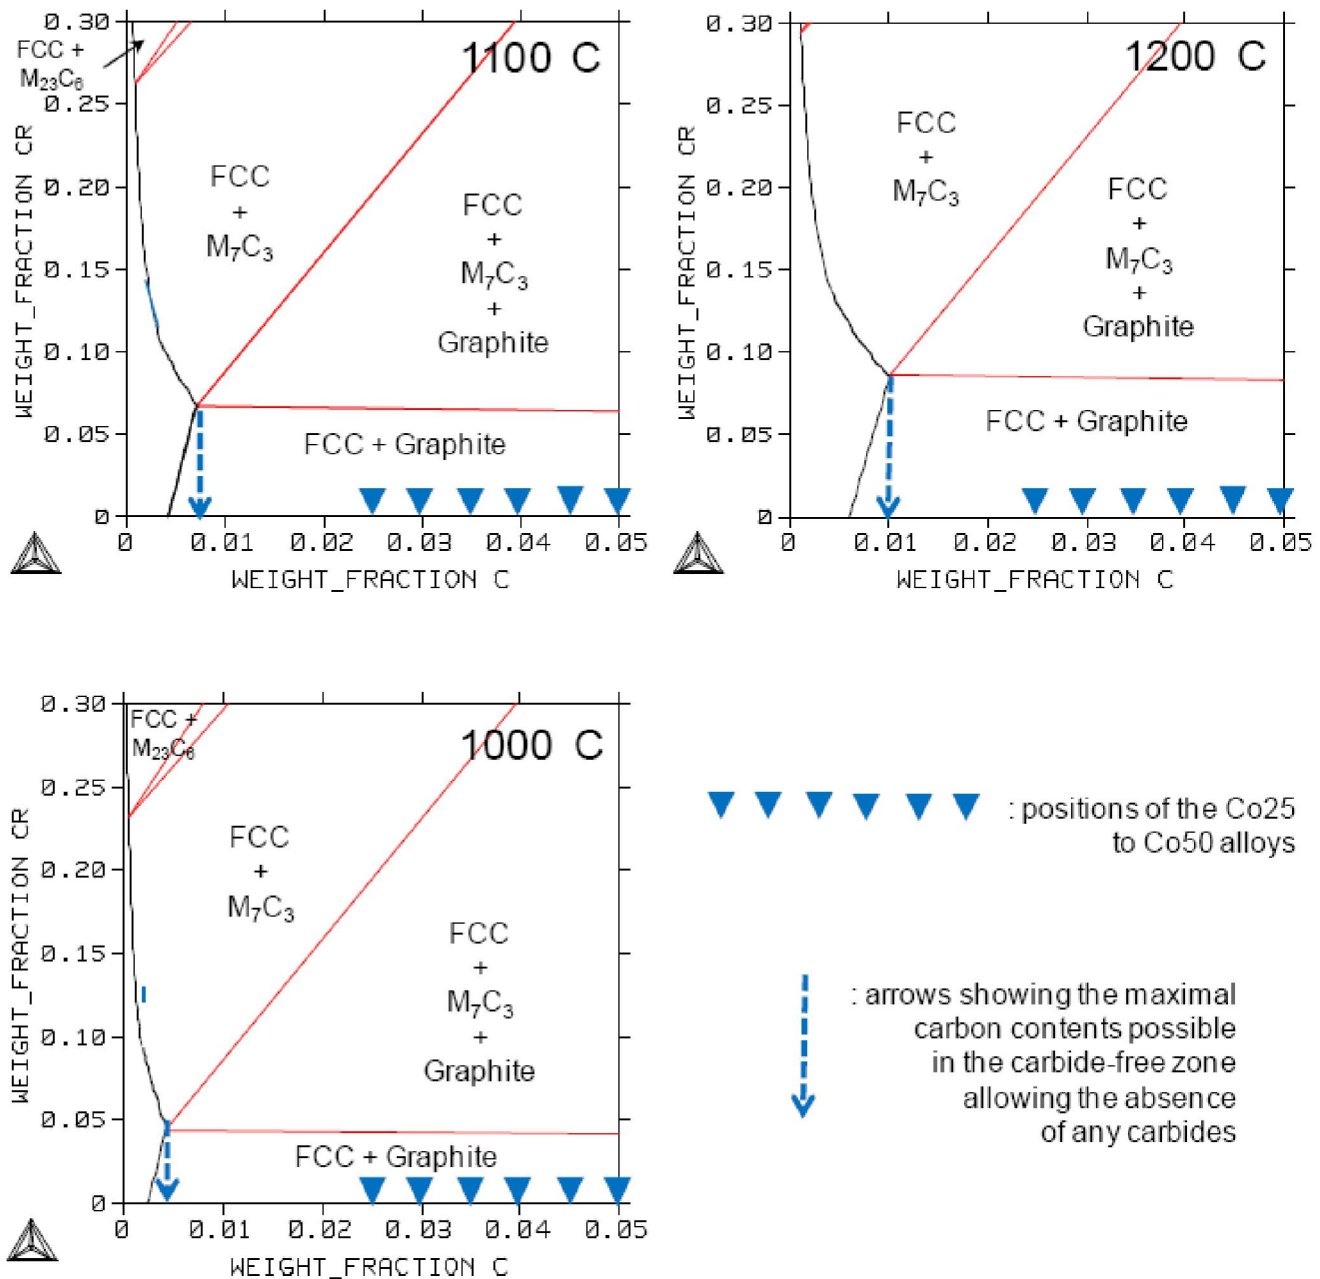 1100 C
WEIGHT_FRACTION CR
0.30
0.25
0.20
0.15
0.10
0.05
0
FCC +
M₂₃C₆
FCC
+
M₇C₃
FCC
+
M₇C₃
+
Graphite
FCC + Graphite
0 0.01 0.02 0.03 0.04 0.05
WEIGHT_FRACTION C
1200 C
WEIGHT_FRACTION CR
0.30
0.25
0.20
0.15
0.10
0.05
0
FCC
+
M₇C₃
FCC
+
M₇C₃
+
Graphite
FCC + Graphite
0 0.01 0.02 0.03 0.04 0.05
WEIGHT_FRACTION C
1000 C
WEIGHT_FRACTION CR
0.30
0.25
0.20
0.15
0.10
0.05
0
FCC +
M₂₃C₆
FCC
+
M₇C₃
FCC
+
M₇C₃
+
Graphite
FCC + Graphite
0 0.01 0.02 0.03 0.04 0.05
WEIGHT_FRACTION C
: positions of the Co25
to Co50 alloys
: arrows showing the maximal
carbon contents possible
in the carbide-free zone
allowing the absence
of any carbides